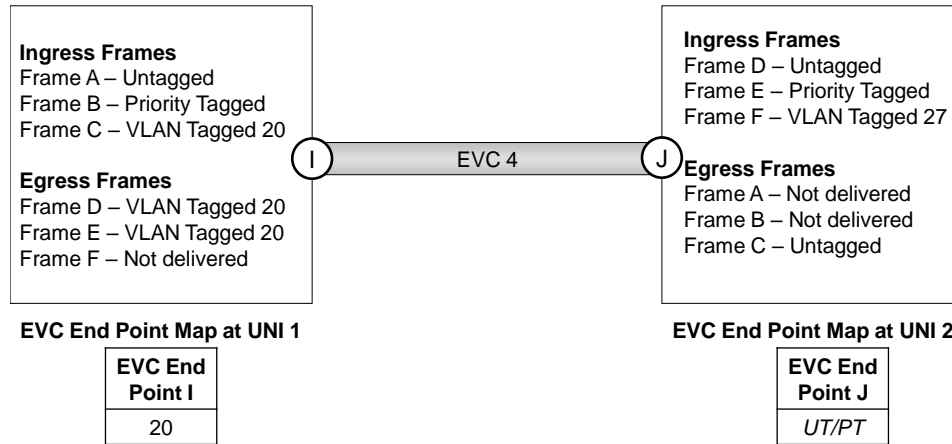 Ingress Frames
Frame A – Untagged
Frame B – Priority Tagged
Frame C – VLAN Tagged 20
Egress Frames
Frame D – VLAN Tagged 20
Frame E – VLAN Tagged 20
Frame F – Not delivered
I
EVC 4
J
Ingress Frames
Frame D – Untagged
Frame E – Priority Tagged
Frame F – VLAN Tagged 27
Egress Frames
Frame A – Not delivered
Frame B – Not delivered
Frame C – Untagged
EVC End Point Map at UNI 1
EVC End
Point I
20
EVC End Point Map at UNI 2
EVC End
Point J
UT/PT